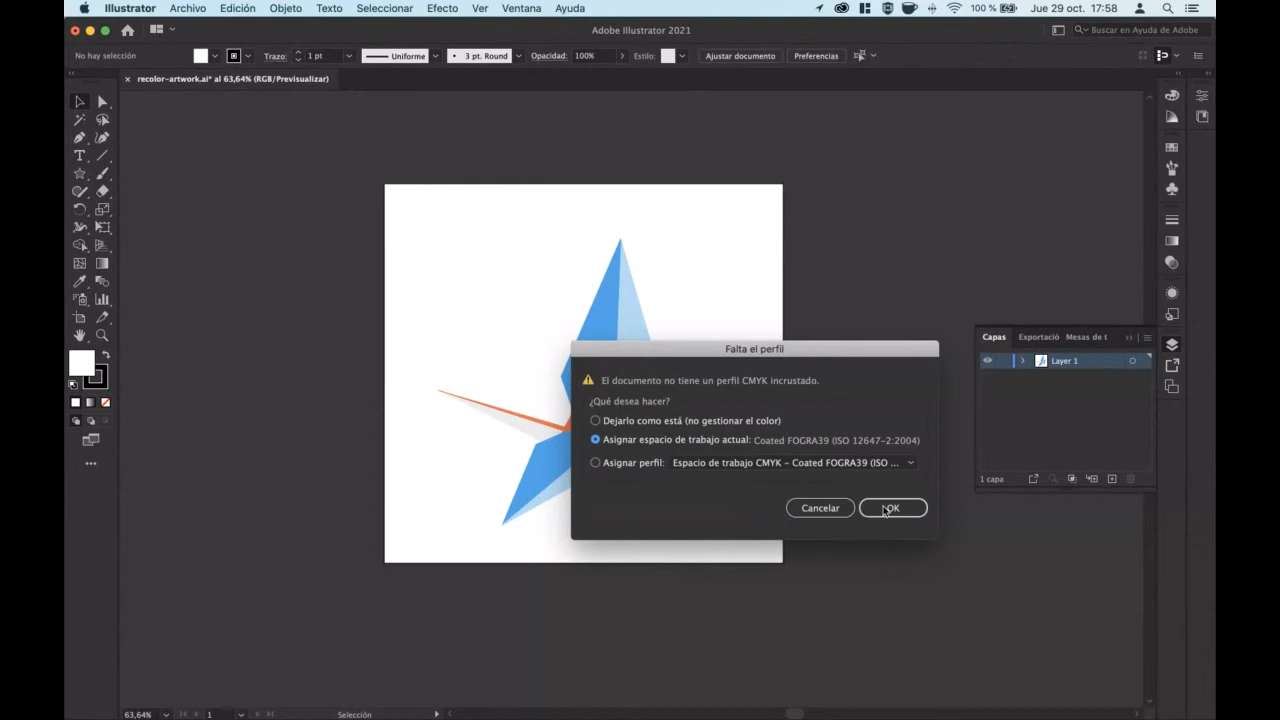 Illustrator Archivo Edición Objeto Texto Seleccionar Efecto Ver Ventana Ayuda 100 % Jue 29 oct. 17:58
Adobe Illustrator 2021 Buscar en Ayuda de Adobe
No hay selección Trazo: 1 pt Uniforme 3 pt. Round Opacidad: 100% Estilo: Ajustar documento Preferencias
recolor-artwork.ai* al 63,64% (RGB/Previsualizar)
Capas Exportació Mesas de t
Layer 1
1 capa
Falta el perfil
El documento no tiene un perfil CMYK incrustado.
¿Qué desea hacer?
Dejarlo como está (no gestionar el color)
Asignar espacio de trabajo actual: Coated FOGRA39 (ISO 12647-2:2004)
Asignar perfil: Espacio de trabajo CMYK – Coated FOGRA39 (ISO ...
Cancelar OK
63,64% 1 Selección